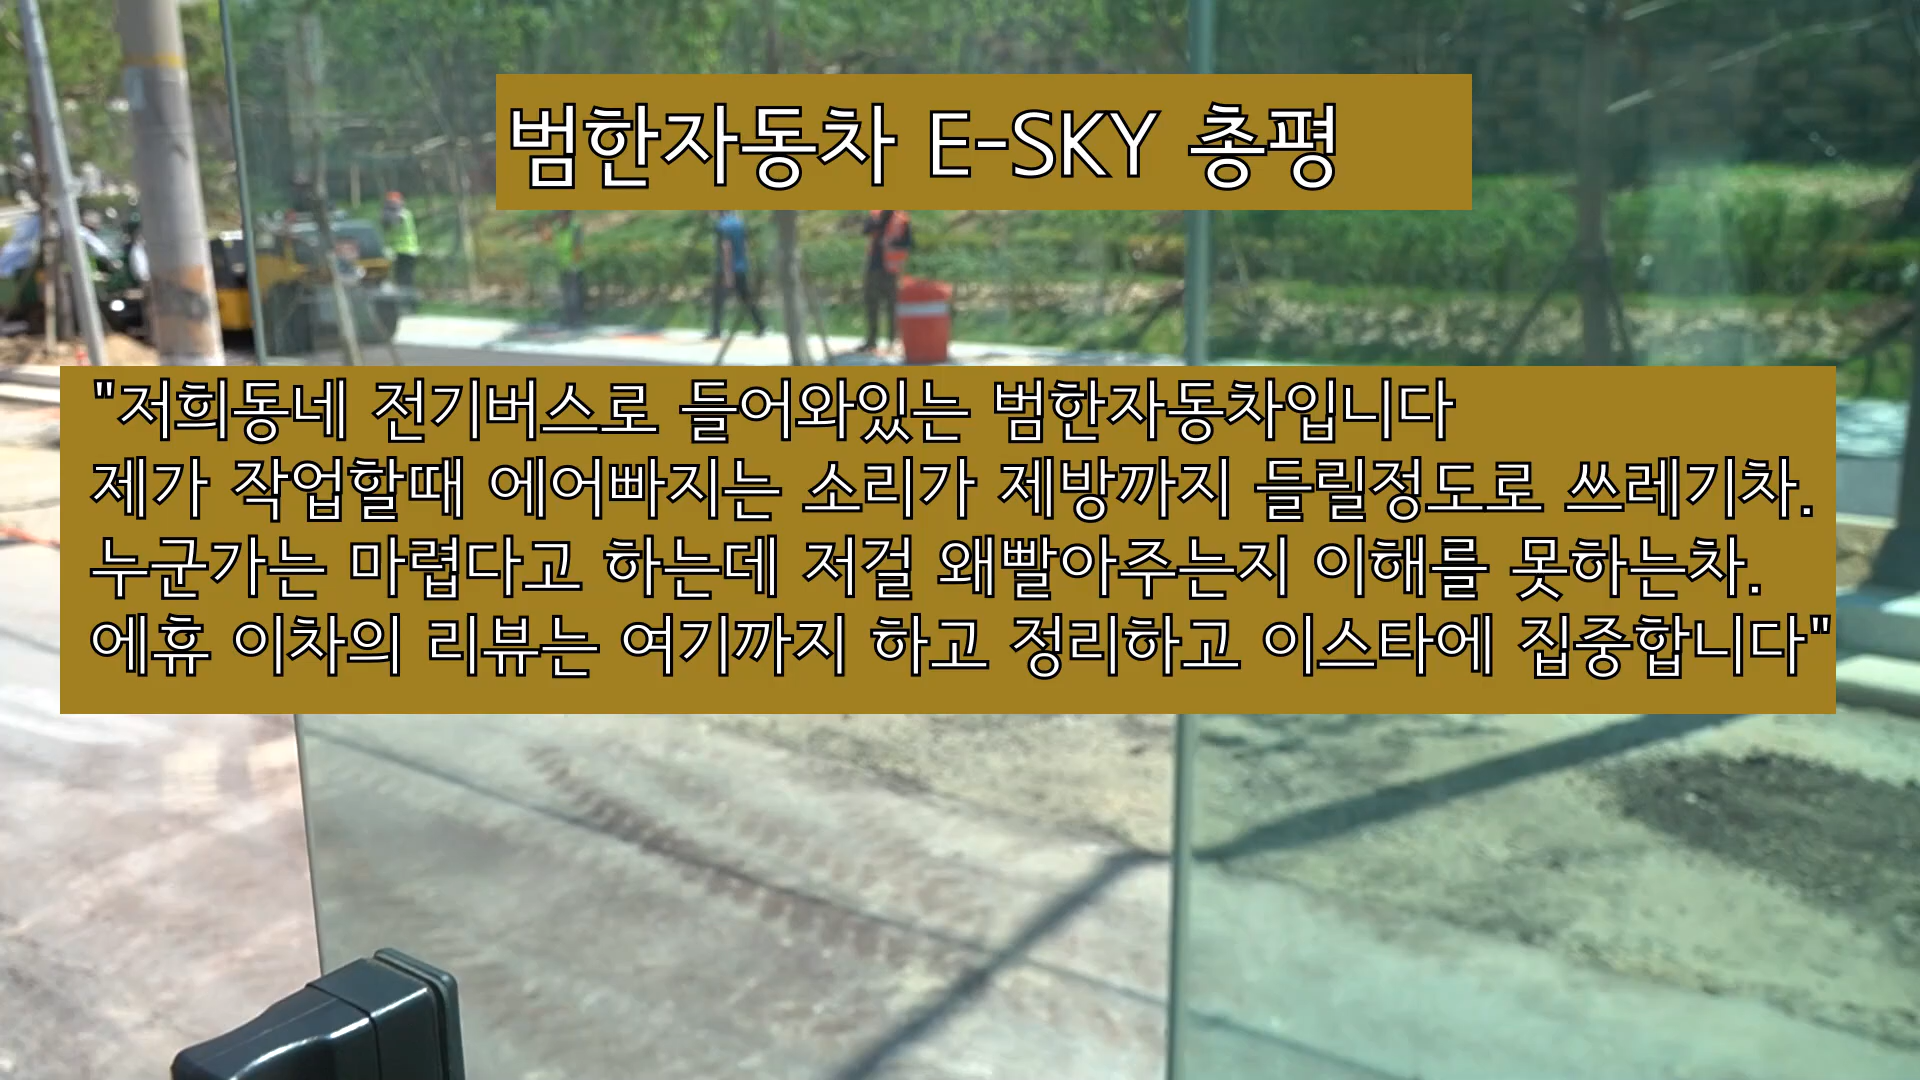 범한자동차 E-SKY 총평
"저희동네 전기버스로 들어와있는 범한자동차입니다
제가 작업할때 에어빠지는 소리가 제방까지 들릴정도로 쓰레기차.
누군가는 마렵다고 하는데 저걸 왜빨아주는지 이해를 못하는차.
에휴 이차의 리뷰는 여기까지 하고 정리하고 이스타에 집중합니다"